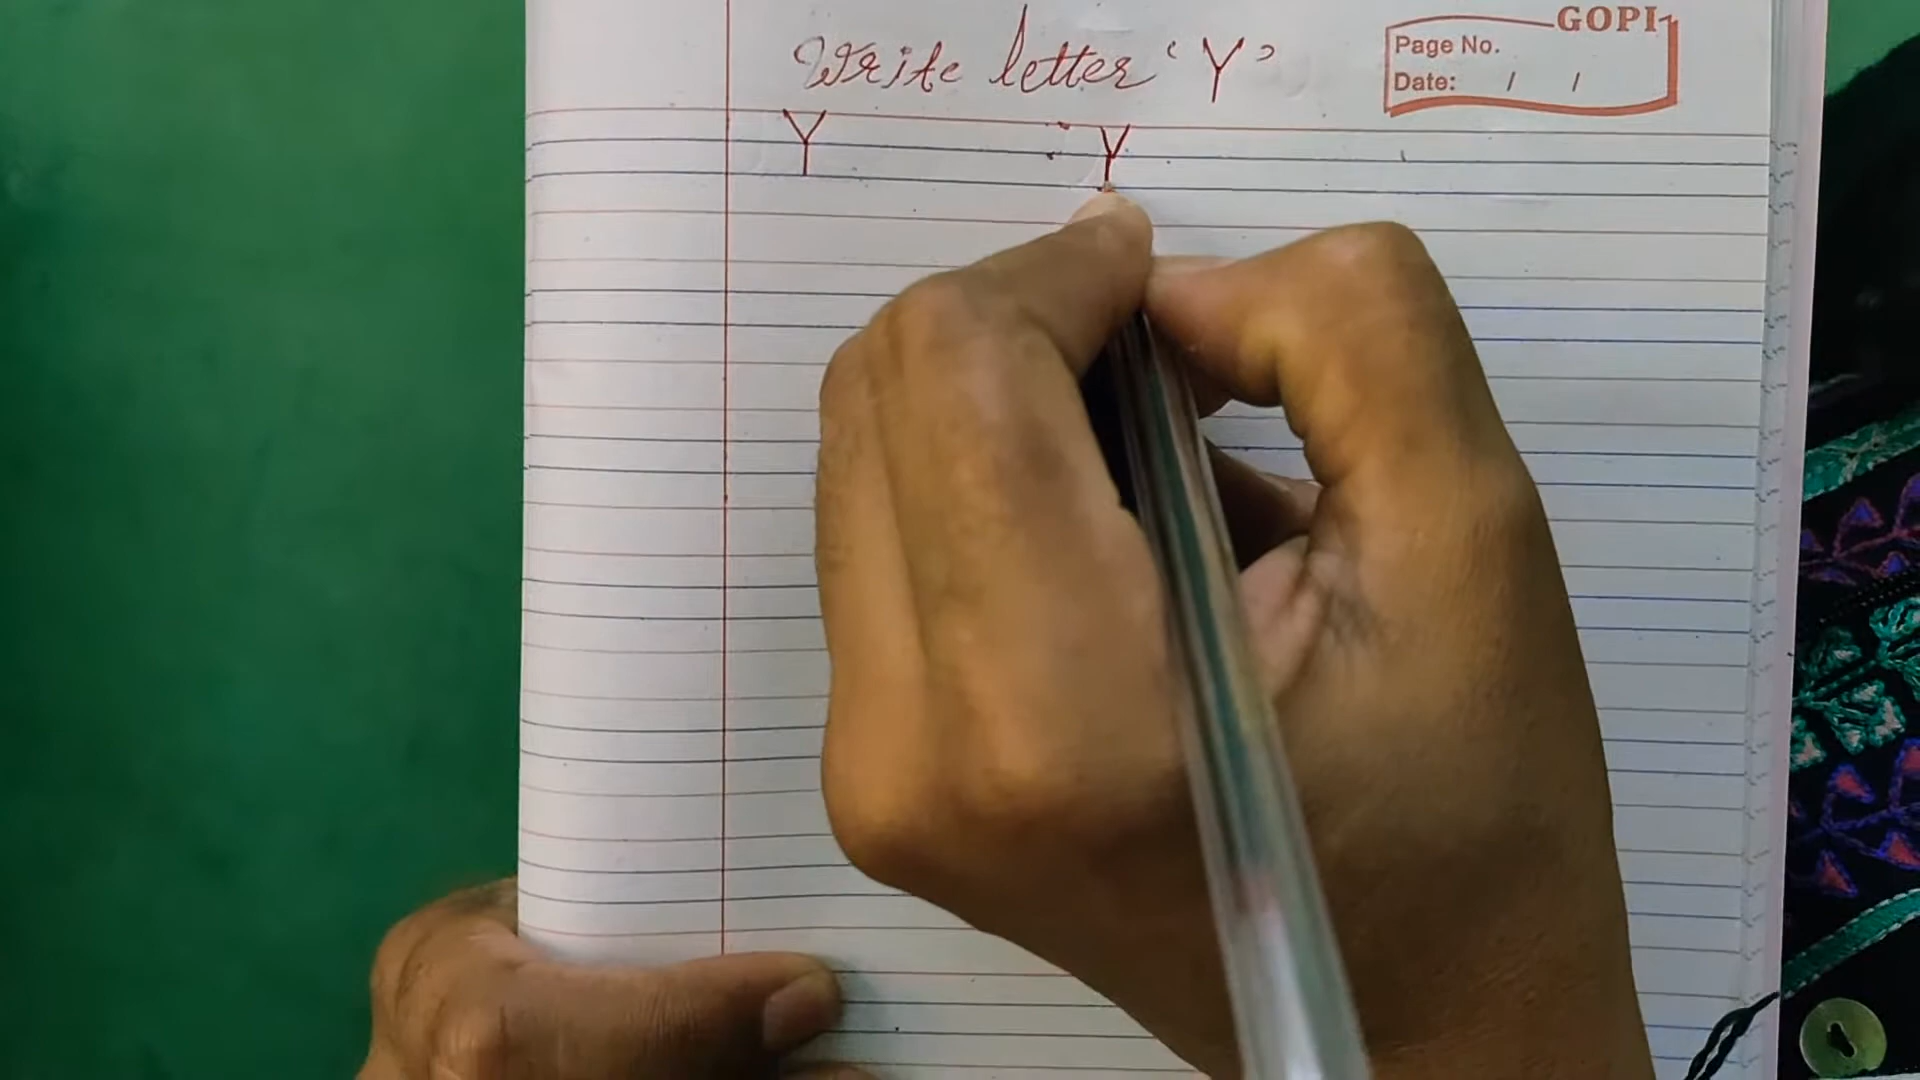 GOPI
Write letter ‘Y’
Page No.
Date: / /
Y Y